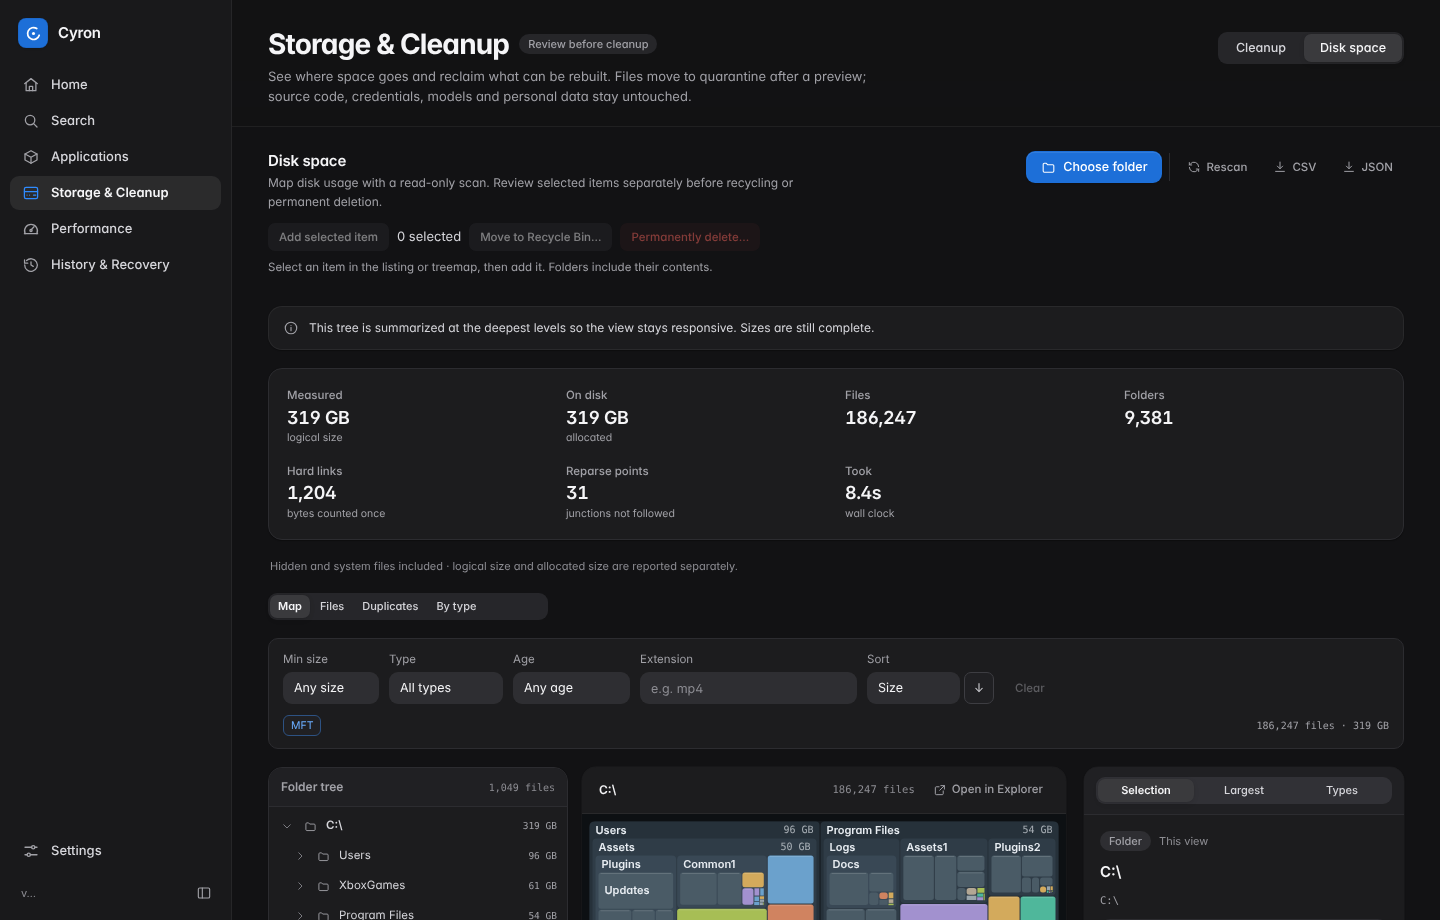 Cyron
Home
Search
Applications
Storage & Cleanup
Performance
History & Recovery
Settings
v...
Storage & Cleanup
Review before cleanup
See where space goes and reclaim what can be rebuilt. Files move to quarantine after a preview;
source code, credentials, models and personal data stay untouched.
Cleanup
Disk space
Disk space
Map disk usage with a read-only scan. Review selected items separately before recycling or
permanent deletion.
Choose folder
Rescan
CSV
JSON
Add selected item
0 selected
Move to Recycle Bin...
Permanently delete...
Select an item in the listing or treemap, then add it. Folders include their contents.
This tree is summarized at the deepest levels so the view stays responsive. Sizes are still complete.
Measured
319 GB
logical size
On disk
319 GB
allocated
Files
186,247
Folders
9,381
Hard links
1,204
bytes counted once
Reparse points
31
junctions not followed
Took
8.4s
wall clock
Hidden and system files included · logical size and allocated size are reported separately.
Map
Files
Duplicates
By type
Min size
Any size
Type
All types
Age
Any age
Extension
e.g. mp4
Sort
Size
Clear
MFT
186,247 files · 319 GB
Folder tree
1,049 files
C:\
319 GB
Users
96 GB
XboxGames
61 GB
Program Files
54 GB
C:\
186,247 files
Open in Explorer
Users
96 GB
Assets
50 GB
Plugins
Common1
Updates
Program Files
54 GB
Logs
Assets1
Plugins2
Docs
Selection
Largest
Types
Folder
This view
C:\
C:\